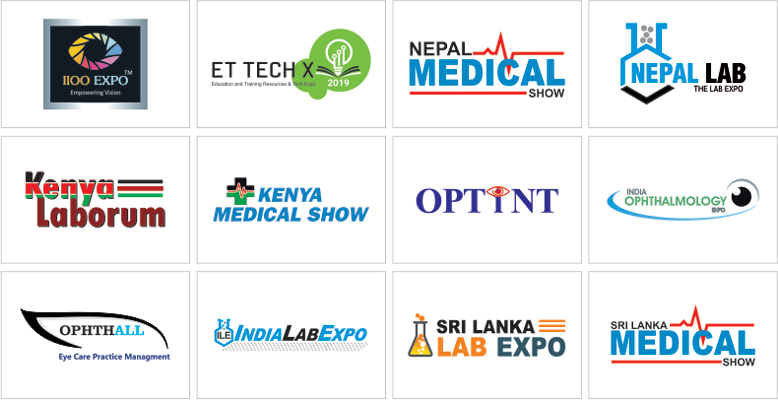 IIOO EXPO™
Empowering Vision
ET TECH X
Education and Training Resources & Tech Expo
2019
NEPAL
MEDICAL
SHOW
NEPAL LAB
THE LAB EXPO
Kenya
Laborum
KENYA
MEDICAL SHOW
OPTINT
INDIA
OPHTHALMOLOGY
EXPO
OPHTHALL
Eye Care Practice Managment
ILE
INDIALABEXPO
SRI LANKA
LAB EXPO
SRI LANKA
MEDICAL
SHOW